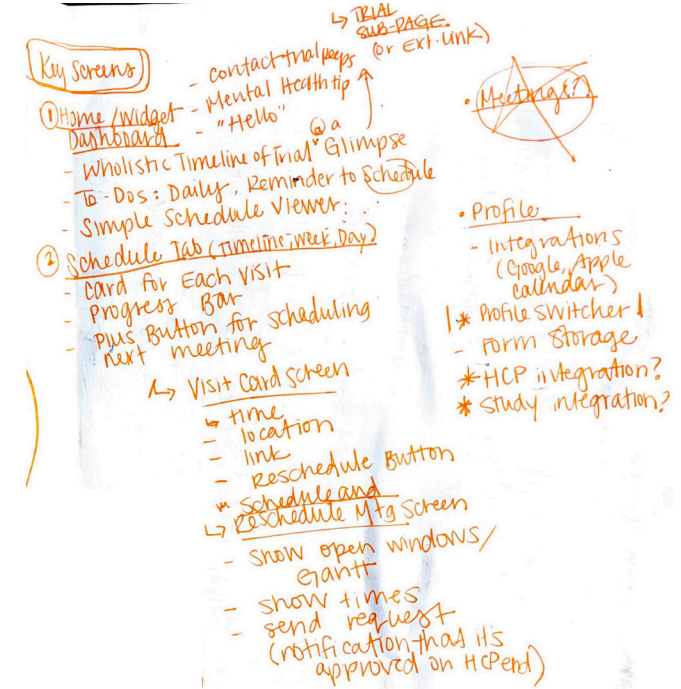 ↳ TRIAL
SUB-PAGE
(or Ext. Link)
Key Screens
- contact trial peeps
- Mental Health tip
- "Hello"
① Home/Widget
Dashboard
- Wholistic Timeline of Trial @ a Glimpse
- To-Dos: Daily, Reminder to Schedule
- Simple Schedule Viewer:
② Schedule Tab (Timeline, Week, Day)
- Card for Each Visit
- Progress Bar
- Plus Button for scheduling
next meeting
↳ Visit Card Screen
↳ time
- location
- link
- Reschedule Button
schedule and
↳ Reschedule Mtg Screen
- show open windows/
Gantt
- show times
- send request
(notification that its
approved on HCP end)
• Meetings(?)
• Profile
- Integrations
(Google, Apple
calendar)
! * Profile Switcher !
- Form Storage
* HCP integration?
* Study integration?